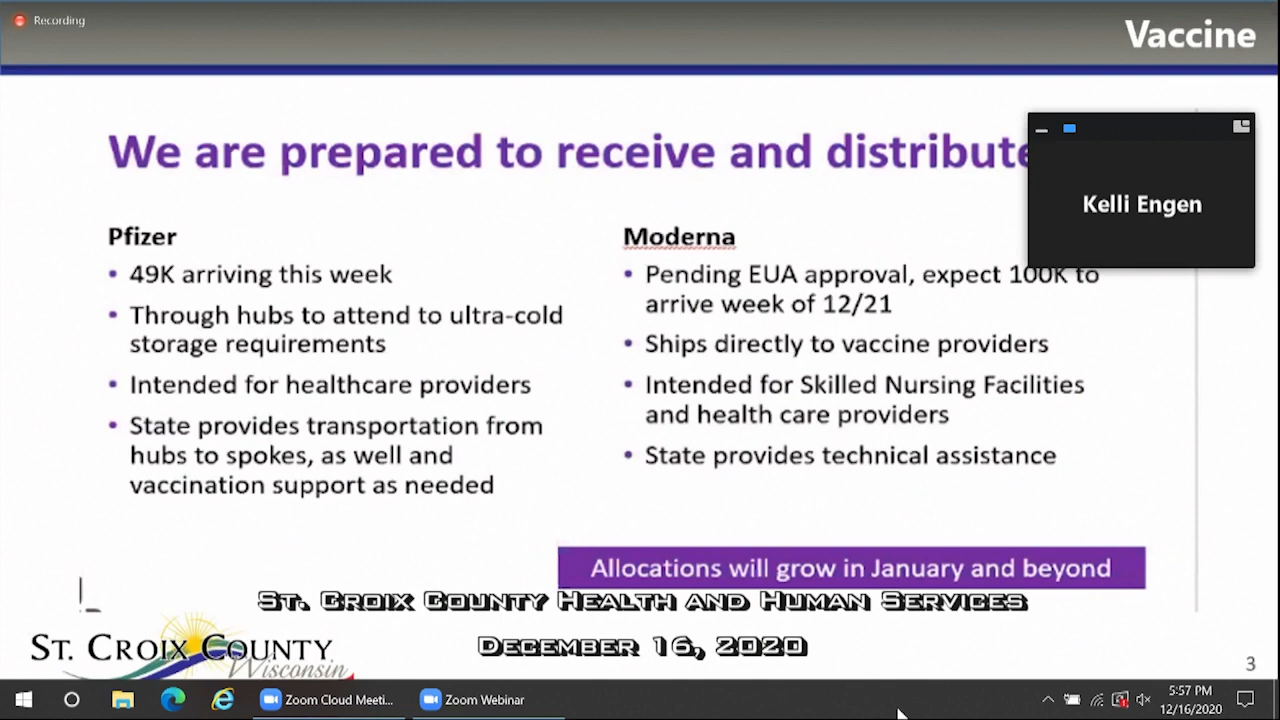 Recording
Vaccine
We are prepared to receive and distribute
Kelli Engen
Pfizer
• 49K arriving this week
• Through hubs to attend to ultra-cold
storage requirements
• Intended for healthcare providers
• State provides transportation from
hubs to spokes, as well and
vaccination support as needed
Moderna
• Pending EUA approval, expect 100K to
arrive week of 12/21
• Ships directly to vaccine providers
• Intended for Skilled Nursing Facilities
and health care providers
• State provides technical assistance
Allocations will grow in January and beyond
St. Croix County Health and Human Services
December 16, 2020
St. Croix County
Wisconsin
3
Zoom Cloud Meeti...
Zoom Webinar
5:57 PM
12/16/2020